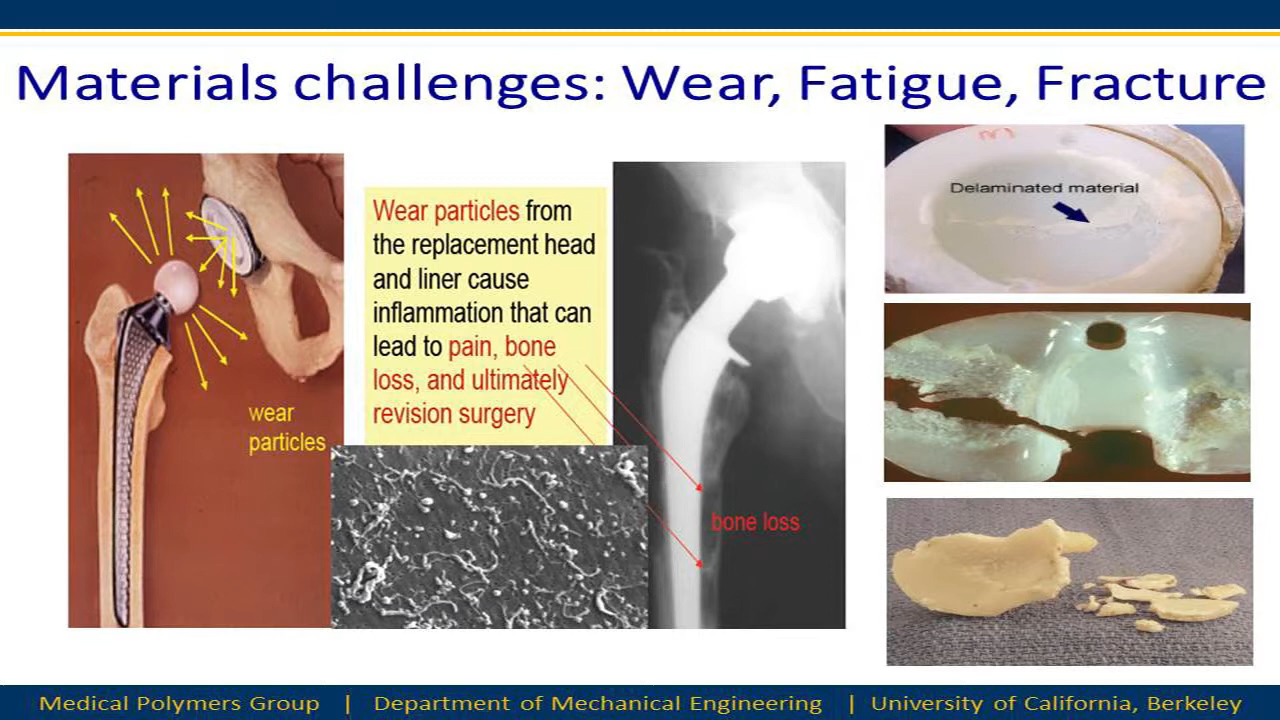 Materials challenges: Wear, Fatigue, Fracture
wear
particles
Wear particles from
the replacement head
and liner cause
inflammation that can
lead to pain, bone
loss, and ultimately
revision surgery
bone loss
Delaminated material
Medical Polymers Group | Department of Mechanical Engineering | University of California, Berkeley